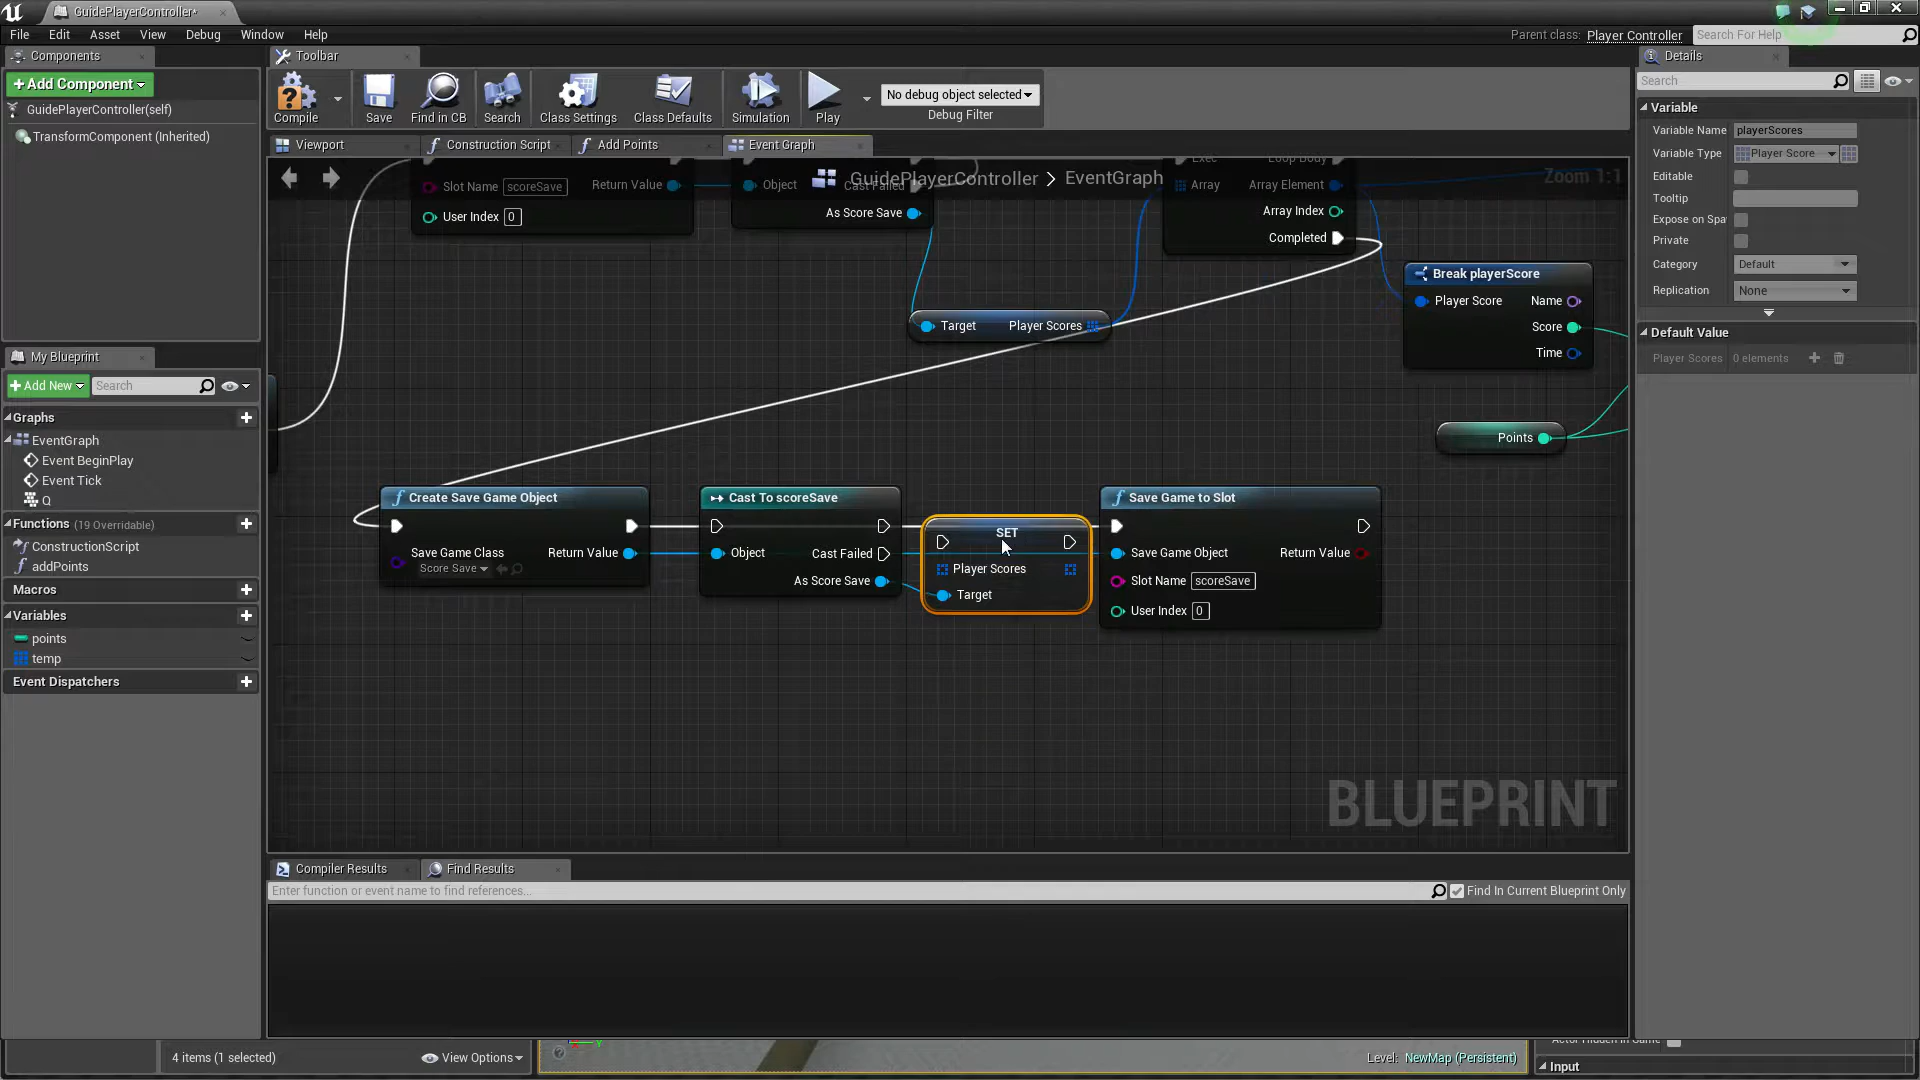 GuidePlayerController*
File Edit Asset View Debug Window Help
Parent class: Player Controller
Search For Help
Components
+Add Component
GuidePlayerController(self)
TransformComponent (Inherited)
Toolbar
Compile Save Find in CB Search Class Settings Class Defaults Simulation Play
No debug object selected
Debug Filter
Viewport Construction Script Add Points Event Graph
GuidePlayerController > EventGraph
Zoom 1:1
Slot Name scoreSave Return Value
User Index 0
Object Cast Failed
As Score Save
Exec Loop Body
Array Array Element
Array Index
Completed
Target Player Scores
Break playerScore
Player Score Name
Score
Time
Points
Create Save Game Object
Save Game Class Return Value
Score Save
Cast To scoreSave
Object Cast Failed
As Score Save
SET
Player Scores
Target
Save Game to Slot
Save Game Object Return Value
Slot Name scoreSave
User Index 0
BLUEPRINT
My Blueprint
+Add New Search
Graphs
EventGraph
Event BeginPlay
Event Tick
Q
Functions (19 Overridable)
ConstructionScript
addPoints
Macros
Variables
points
temp
Event Dispatchers
Compiler Results Find Results
Enter function or event name to find references...
Find In Current Blueprint Only
4 items (1 selected)
View Options
Level: NewMap (Persistent)
Details
Search
Variable
Variable Name playerScores
Variable Type Player Score
Editable
Tooltip
Expose on Spa
Private
Category Default
Replication None
Default Value
Player Scores 0 elements
Actor Hidden In Game
Input